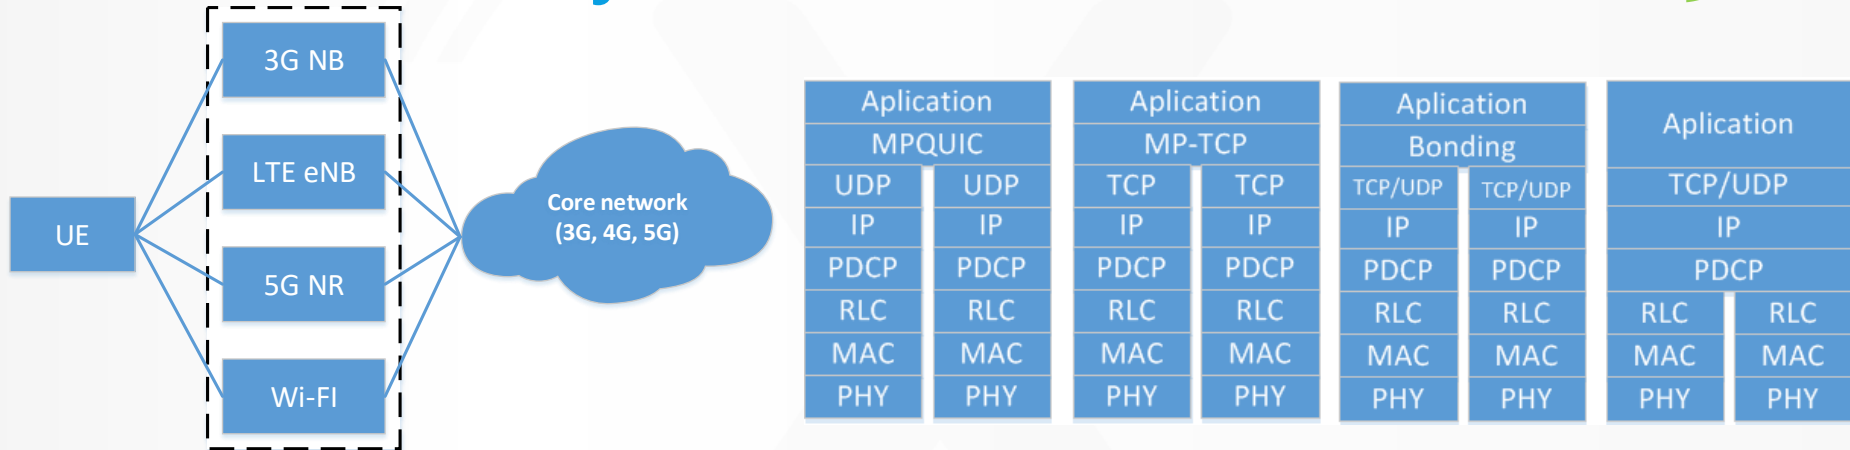 UE
3G NB
LTE eNB
5G NR
Wi-FI
Core network
(3G, 4G, 5G)
Aplication
MPQUIC
UDP UDP
IP IP
PDCP PDCP
RLC RLC
MAC MAC
PHY PHY
Aplication
MP-TCP
TCP TCP
IP IP
PDCP PDCP
RLC RLC
MAC MAC
PHY PHY
Aplication
Bonding
TCP/UDP TCP/UDP
IP IP
PDCP PDCP
RLC RLC
MAC MAC
PHY PHY
Aplication
TCP/UDP
IP
PDCP
RLC RLC
MAC MAC
PHY PHY